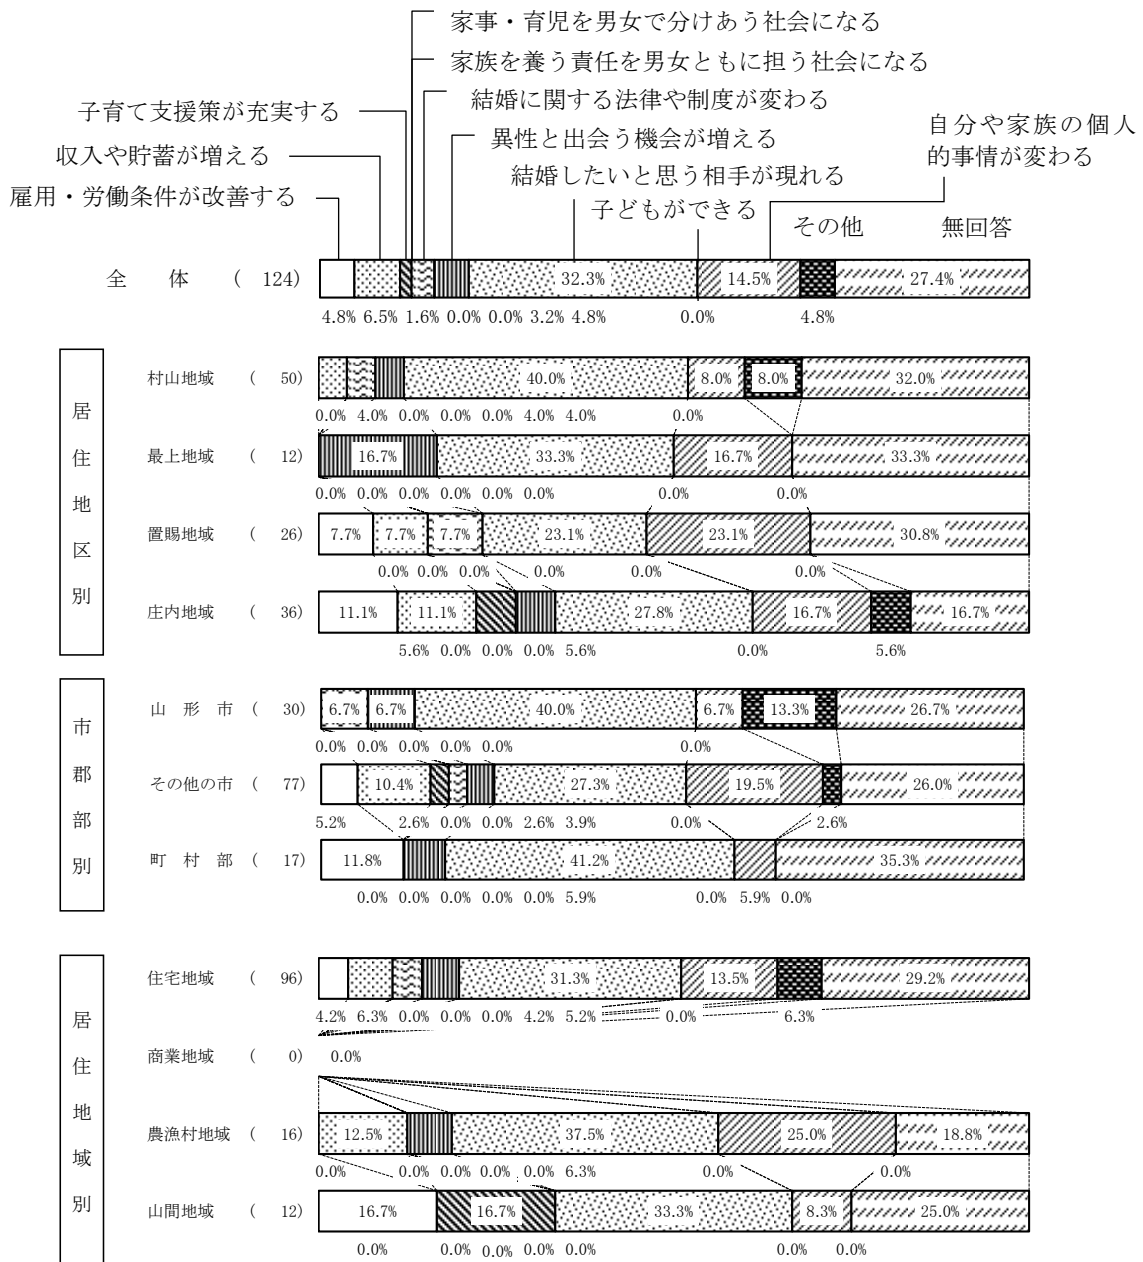 家事・育児を男女で分けあう社会になる
家族を養う責任を男女ともに担う社会になる
結婚に関する法律や制度が変わる
子育て支援策が充実する
異性と出会う機会が増える
自分や家族の個人
的事情が変わる
収入や貯蓄が増える
結婚したいと思う相手が現れる
雇用・労働条件が改善する
子どもができる
その他
無回答
全 体 ( 124)
32.3% 14.5% 27.4%
4.8% 6.5% 1.6% 0.0% 0.0% 3.2% 4.8% 0.0% 4.8%
居住地区別
村山地域 ( 50)
40.0% 8.0% 8.0% 32.0%
0.0% 4.0% 0.0% 0.0% 0.0% 4.0% 4.0% 0.0%
最上地域 ( 12)
16.7% 33.3% 16.7% 33.3%
0.0% 0.0% 0.0% 0.0% 0.0% 0.0% 0.0% 0.0%
置賜地域 ( 26)
7.7% 7.7% 7.7% 23.1% 23.1% 30.8%
0.0% 0.0% 0.0% 0.0% 0.0% 0.0%
庄内地域 ( 36)
11.1% 11.1% 27.8% 16.7% 16.7%
5.6% 0.0% 0.0% 0.0% 5.6% 0.0% 5.6%
市郡部別
山 形 市 ( 30)
6.7% 6.7% 40.0% 6.7% 13.3% 26.7%
0.0% 0.0% 0.0% 0.0% 0.0% 0.0%
その他の市 ( 77)
10.4% 27.3% 19.5% 26.0%
5.2% 2.6% 0.0% 0.0% 2.6% 3.9% 0.0% 2.6%
町 村 部 ( 17)
11.8% 41.2% 35.3%
0.0% 0.0% 0.0% 0.0% 0.0% 5.9% 0.0% 5.9% 0.0%
居住地域別
住宅地域 ( 96)
31.3% 13.5% 29.2%
4.2% 6.3% 0.0% 0.0% 0.0% 4.2% 5.2% 0.0% 6.3%
商業地域 ( 0) 0.0%
農漁村地域 ( 16)
12.5% 37.5% 25.0% 18.8%
0.0% 0.0% 0.0% 0.0% 0.0% 6.3% 0.0% 0.0%
山間地域 ( 12)
16.7% 16.7% 33.3% 8.3% 25.0%
0.0% 0.0% 0.0% 0.0% 0.0% 0.0% 0.0%